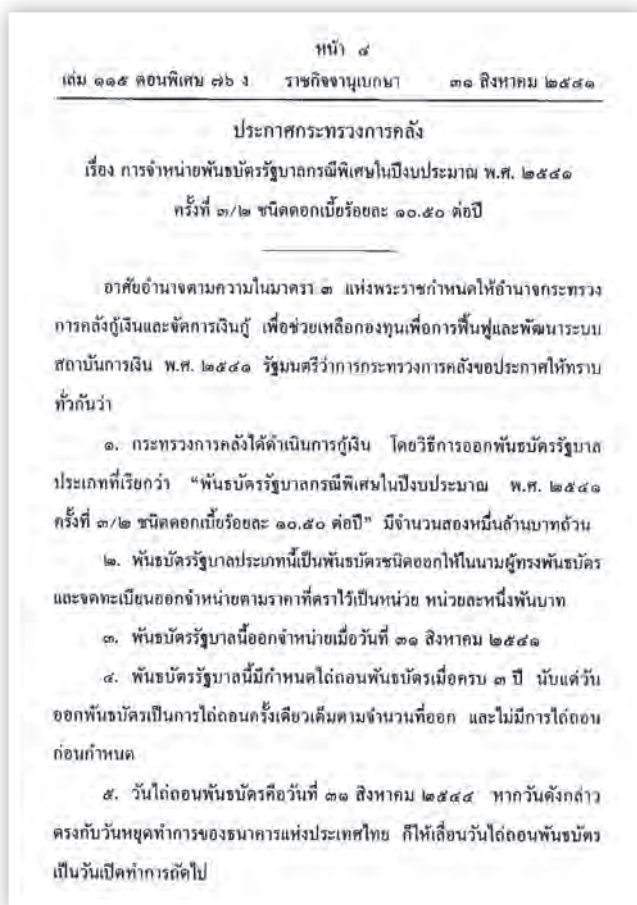 หน้า ๔
เล่ม ๑๑๕ ตอนพิเศษ ๗๖ ง ราชกิจจานุเบกษา ๓๑ สิงหาคม ๒๕๔๑
ประกาศกระทรวงการคลัง
เรื่อง การจำหน่ายพันธบัตรรัฐบาลกรณีพิเศษในปีงบประมาณ พ.ศ. ๒๕๔๑
ครั้งที่ ๓/๒ ชนิดดอกเบี้ยร้อยละ ๑๐.๕๐ ต่อปี
อาศัยอำนาจตามความในมาตรา ๓ แห่งพระราชกำหนดให้อำนาจกระทรวง
การคลังกู้เงินและจัดการเงินกู้ เพื่อช่วยเหลือกองทุนเพื่อการฟื้นฟูและพัฒนาระบบ
สถาบันการเงิน พ.ศ. ๒๕๔๑ รัฐมนตรีว่าการกระทรวงการคลังขอประกาศให้ทราบ
ทั่วกันว่า
๑. กระทรวงการคลังได้ดำเนินการกู้เงิน โดยวิธีการออกพันธบัตรรัฐบาล
ประเภทที่เรียกว่า “พันธบัตรรัฐบาลกรณีพิเศษในปีงบประมาณ พ.ศ. ๒๕๔๑
ครั้งที่ ๓/๒ ชนิดดอกเบี้ยร้อยละ ๑๐.๕๐ ต่อปี” มีจำนวนสองหมื่นล้านบาทถ้วน
๒. พันธบัตรรัฐบาลประเภทนี้เป็นพันธบัตรชนิดออกให้ในนามผู้ทรงพันธบัตร
และจดทะเบียนออกจำหน่ายตามราคาที่ตราไว้เป็นหน่วย หน่วยละหนึ่งพันบาท
๓. พันธบัตรรัฐบาลนี้ออกจำหน่ายเมื่อวันที่ ๓๑ สิงหาคม ๒๕๔๑
๔. พันธบัตรรัฐบาลนี้มีกำหนดไถ่ถอนพันธบัตรเมื่อครบ ๓ ปี นับแต่วัน
ออกพันธบัตรเป็นการไถ่ถอนครั้งเดียวเต็มตามจำนวนที่ออก และไม่มีการไถ่ถอน
ก่อนกำหนด
๕. วันไถ่ถอนพันธบัตรคือวันที่ ๓๑ สิงหาคม ๒๕๔๔ หากวันดังกล่าว
ตรงกับวันหยุดทำการของธนาคารแห่งประเทศไทย ก็ให้เลื่อนวันไถ่ถอนพันธบัตร
เป็นวันเปิดทำการถัดไป